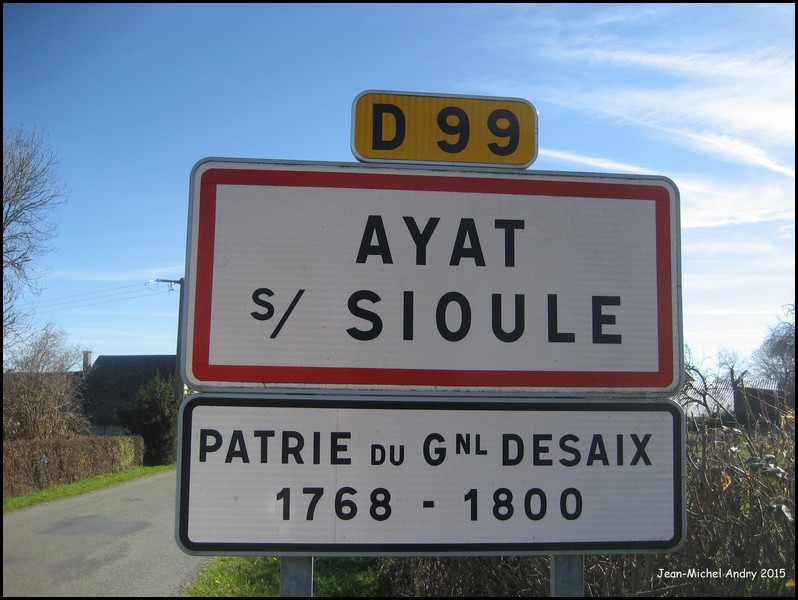 D 99
AYAT
S/ SIOULE
PATRIE DU GNL DESAIX
1768 - 1800
Jean-Michel Andry 2015